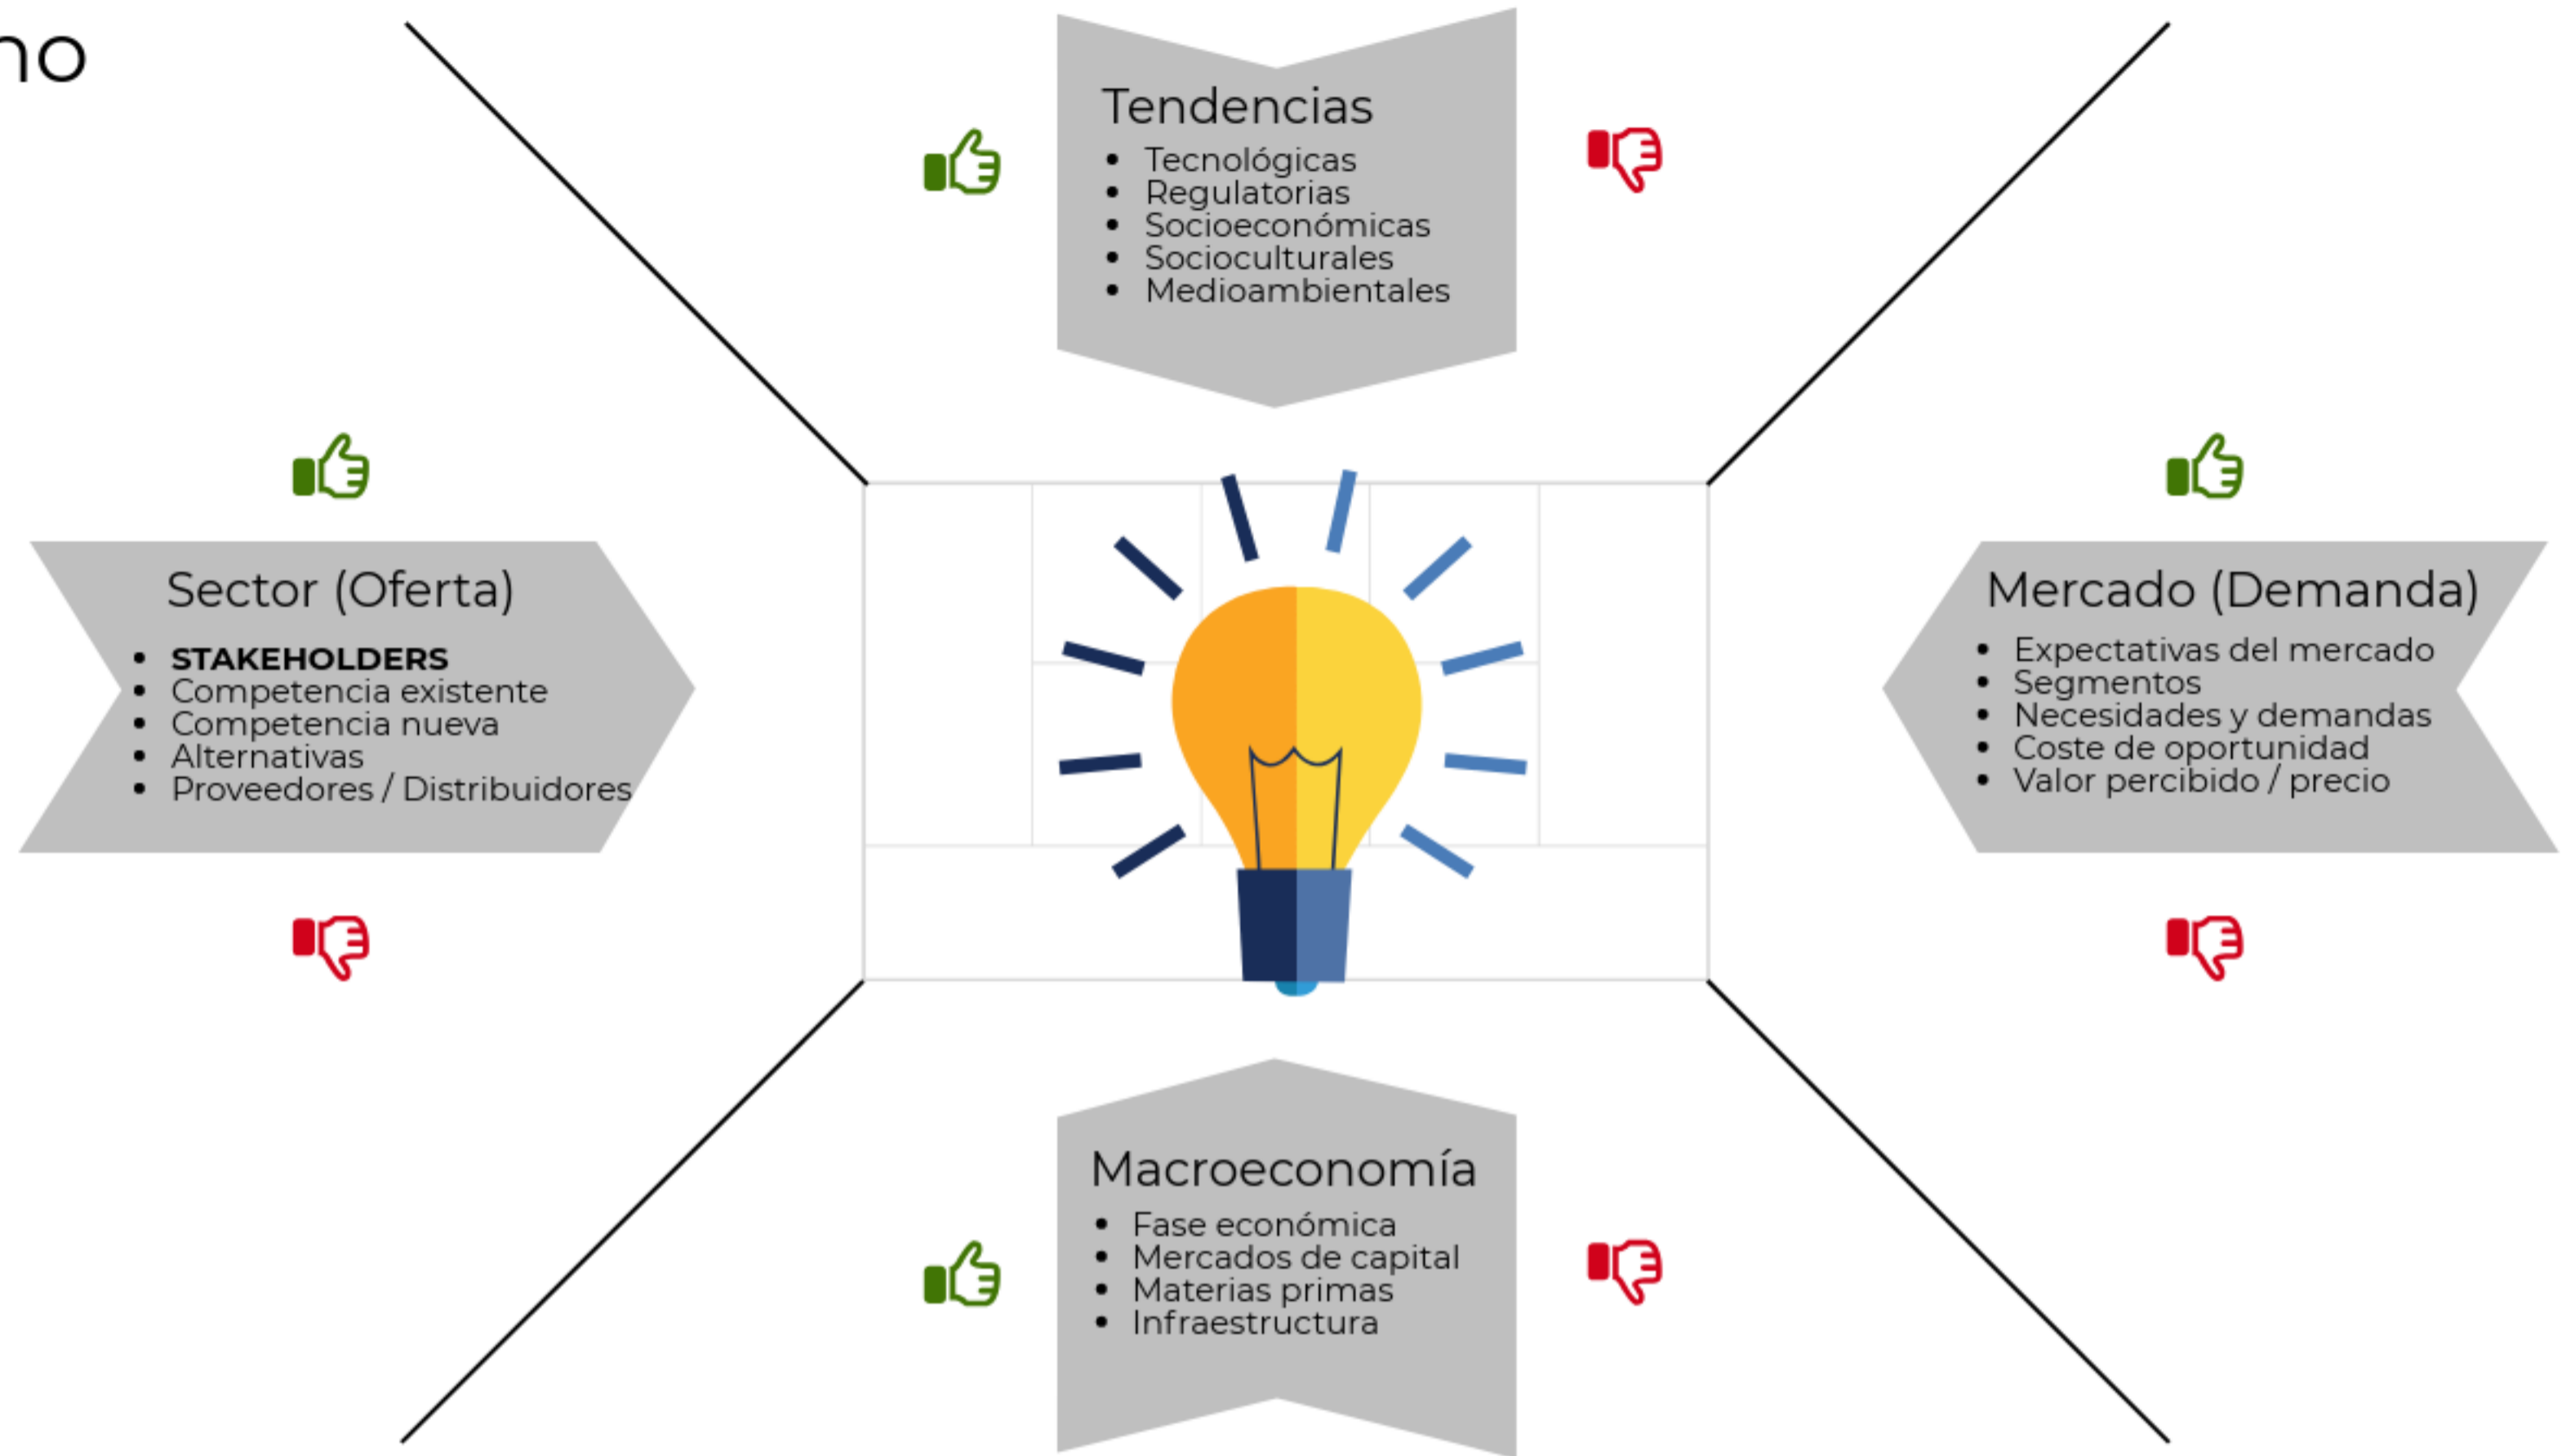 no
Tendencias
Tecnológicas
Regulatorias
Socioeconómicas
Socioculturales
Medioambientales
Sector (Oferta)
STAKEHOLDERS
Competencia existente
Competencia nueva
Alternativas
Proveedores / Distribuidores
Mercado (Demanda)
Expectativas del mercado
Segmentos
Necesidades y demandas
Coste de oportunidad
Valor percibido / precio
Macroeconomía
Fase económica
Mercados de capital
Materias primas
Infraestructura